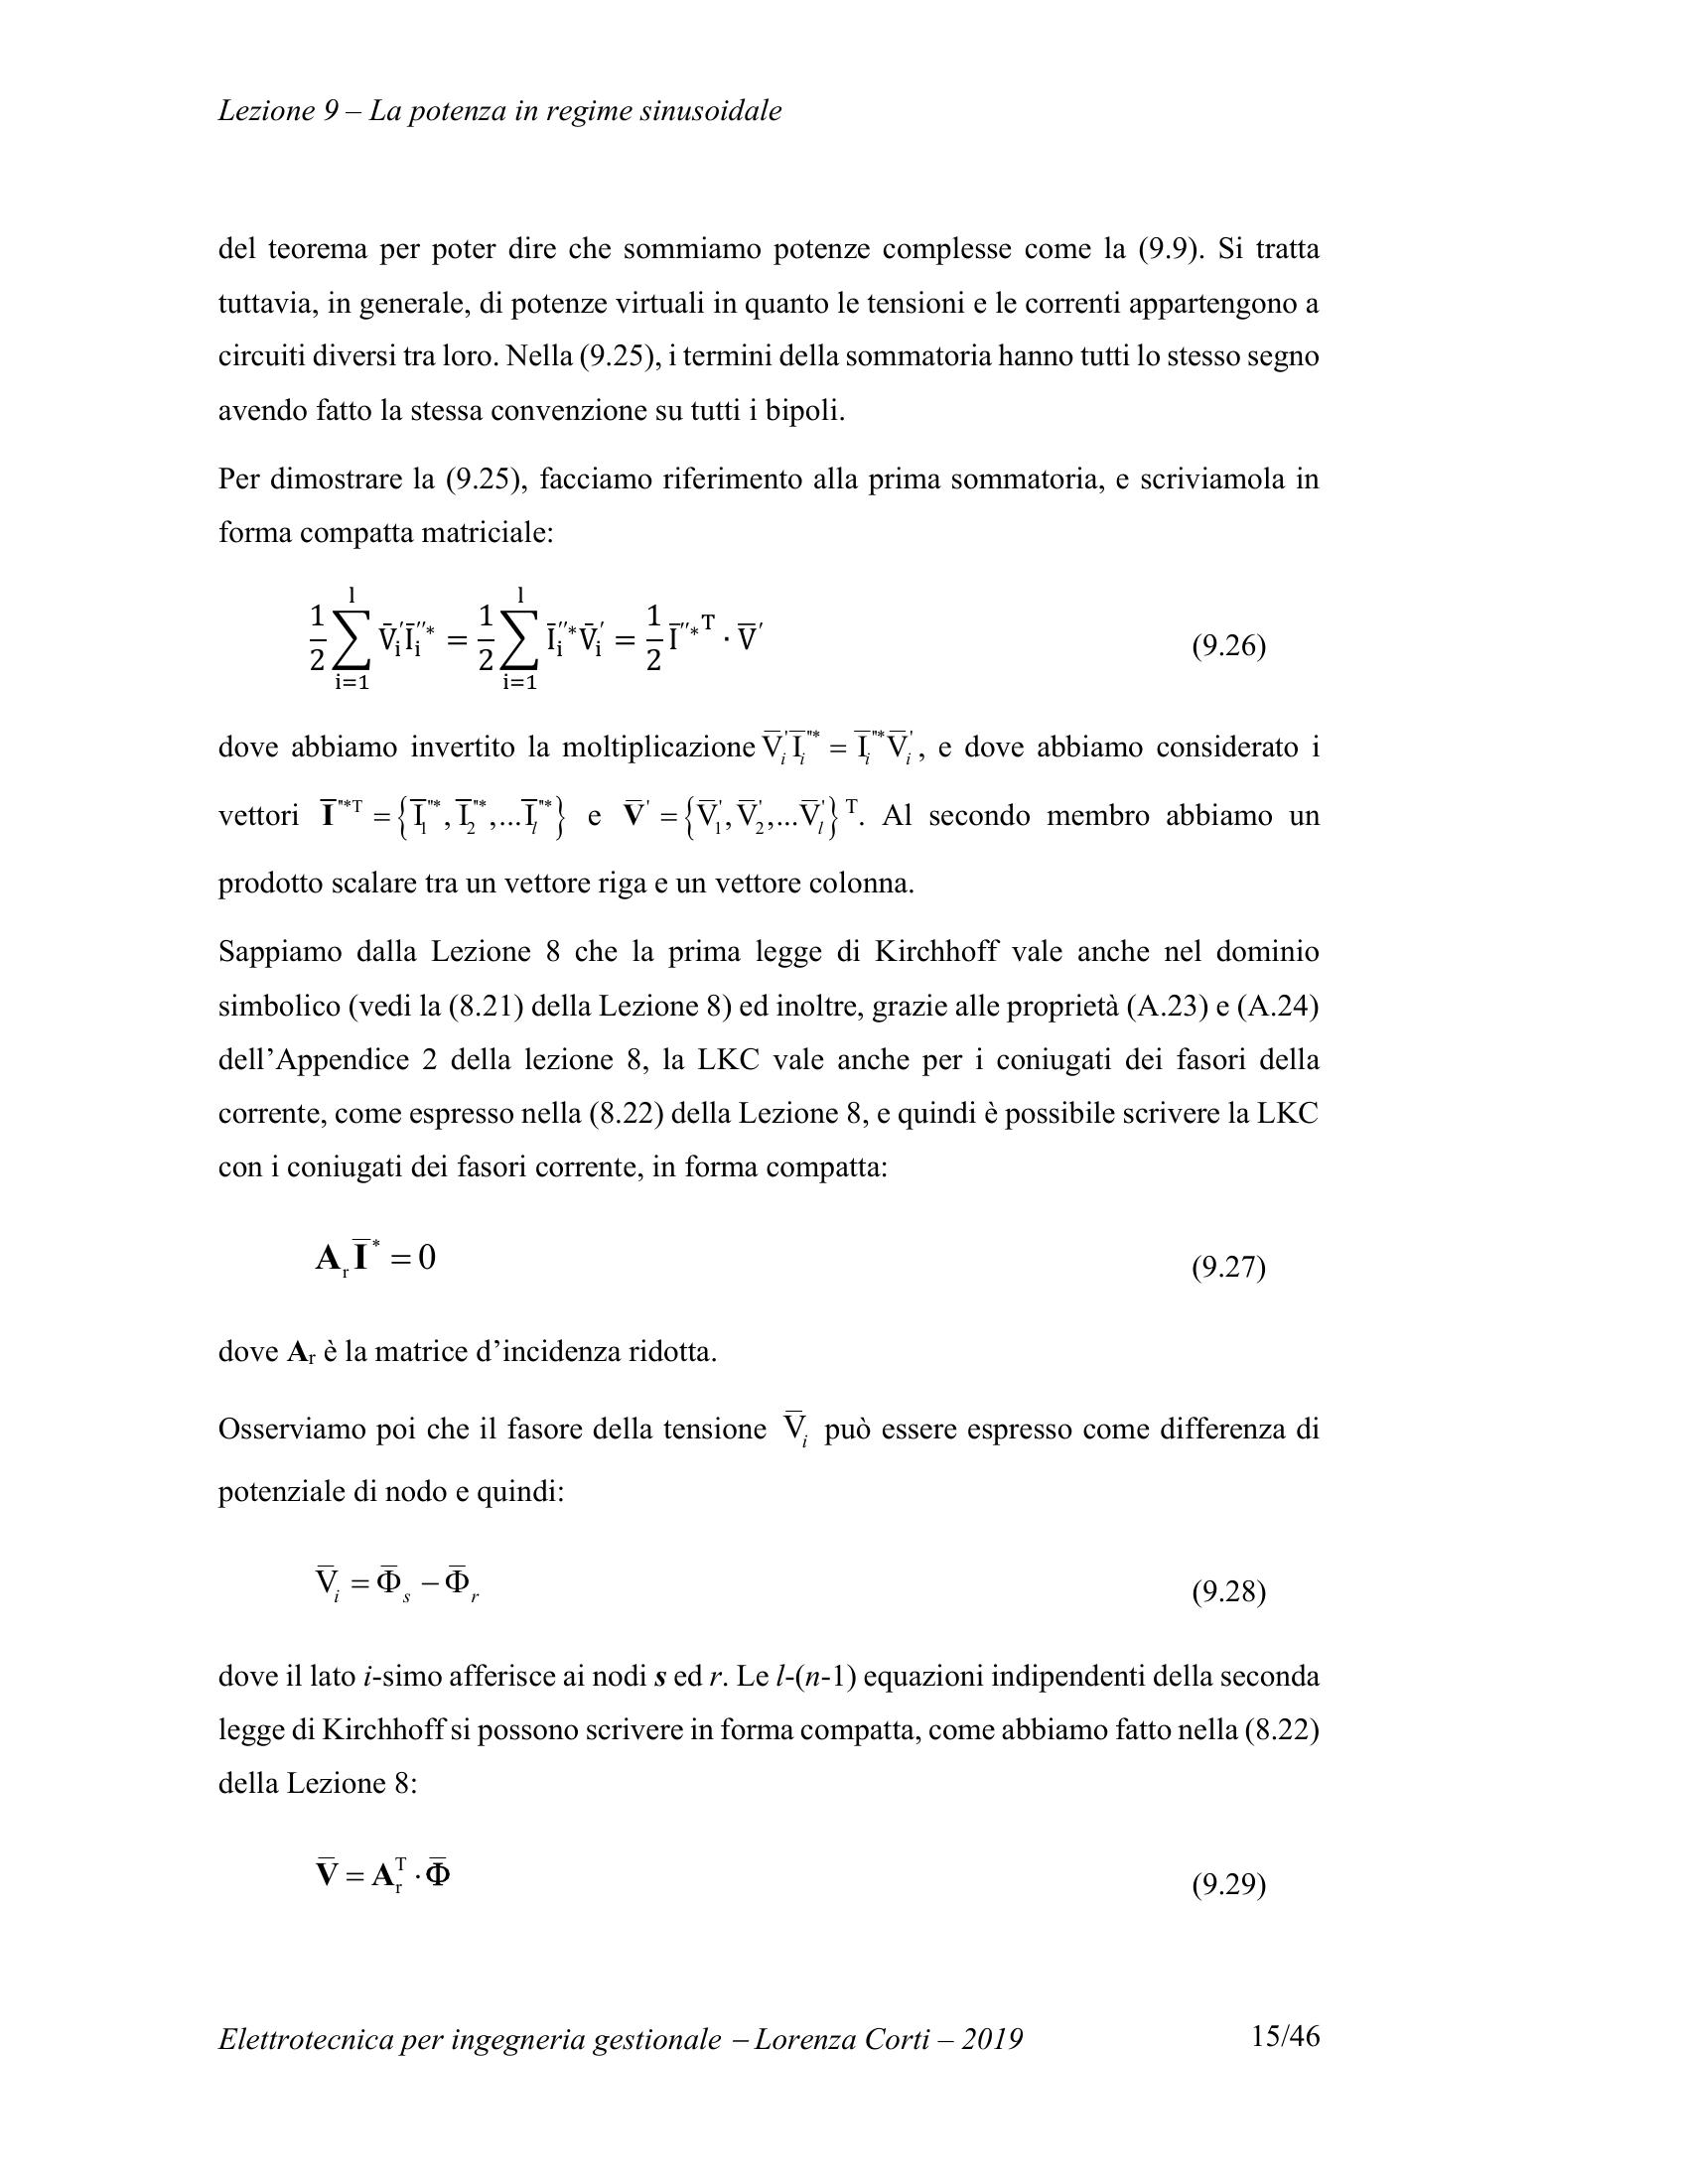 Lezione 9 – La potenza in regime sinusoidale
del teorema per poter dire che sommiamo potenze complesse come la (9.9). Si tratta
tuttavia, in generale, di potenze virtuali in quanto le tensioni e le correnti appartengono a
circuiti diversi tra loro. Nella (9.25), i termini della sommatoria hanno tutti lo stesso segno
avendo fatto la stessa convenzione su tutti i bipoli.
Per dimostrare la (9.25), facciamo riferimento alla prima sommatoria, e scriviamola in
forma compatta matriciale:
$\frac{1}{2}\sum_{i=1}^{l} \bar{V}_i' \bar{I}_i''^* = \frac{1}{2}\sum_{i=1}^{l} \bar{I}_i''^* \bar{V}_i' = \frac{1}{2}\bar{I}''^{*T} \cdot \bar{V}'$ (9.26)
dove abbiamo invertito la moltiplicazione $\bar{V}_i' \bar{I}_i''^* = \bar{I}_i''^* \bar{V}_i'$, e dove abbiamo considerato i
vettori $\bar{\mathbf{I}}''^{*T} = \{\bar{I}_1''^*, \bar{I}_2''^*, ... \bar{I}_l''^*\}$ e $\bar{\mathbf{V}}' = \{\bar{V}_1', \bar{V}_2', ... \bar{V}_l'\}^T$. Al secondo membro abbiamo un
prodotto scalare tra un vettore riga e un vettore colonna.
Sappiamo dalla Lezione 8 che la prima legge di Kirchhoff vale anche nel dominio
simbolico (vedi la (8.21) della Lezione 8) ed inoltre, grazie alle proprietà (A.23) e (A.24)
dell’Appendice 2 della lezione 8, la LKC vale anche per i coniugati dei fasori della
corrente, come espresso nella (8.22) della Lezione 8, e quindi è possibile scrivere la LKC
con i coniugati dei fasori corrente, in forma compatta:
$\mathbf{A}_r \bar{\mathbf{I}}^* = 0$ (9.27)
dove $\mathbf{A}_r$ è la matrice d’incidenza ridotta.
Osserviamo poi che il fasore della tensione $\bar{V}_i$ può essere espresso come differenza di
potenziale di nodo e quindi:
$\bar{V}_i = \bar{\Phi}_s - \bar{\Phi}_r$ (9.28)
dove il lato i-simo afferisce ai nodi s ed r. Le l-(n-1) equazioni indipendenti della seconda
legge di Kirchhoff si possono scrivere in forma compatta, come abbiamo fatto nella (8.22)
della Lezione 8:
$\bar{\mathbf{V}} = \mathbf{A}_r^T \cdot \bar{\mathbf{\Phi}}$ (9.29)
Elettrotecnica per ingegneria gestionale – Lorenza Corti – 2019 15/46